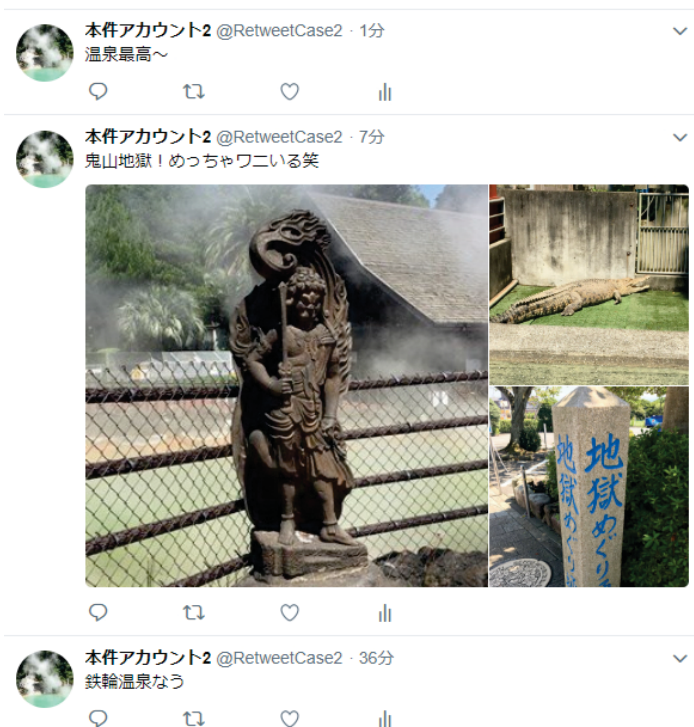 本件アカウント2 @RetweetCase2 · 1分
温泉最高～
本件アカウント2 @RetweetCase2 · 7分
鬼山地獄！めっちゃワニいる笑
地獄めぐり
地獄めぐり
本件アカウント2 @RetweetCase2 · 36分
鉄輪温泉なう